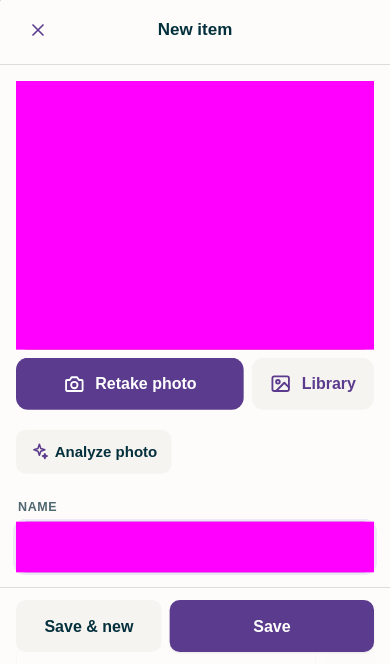 New item
Retake photo
Library
Analyze photo
NAME
Save & new
Save